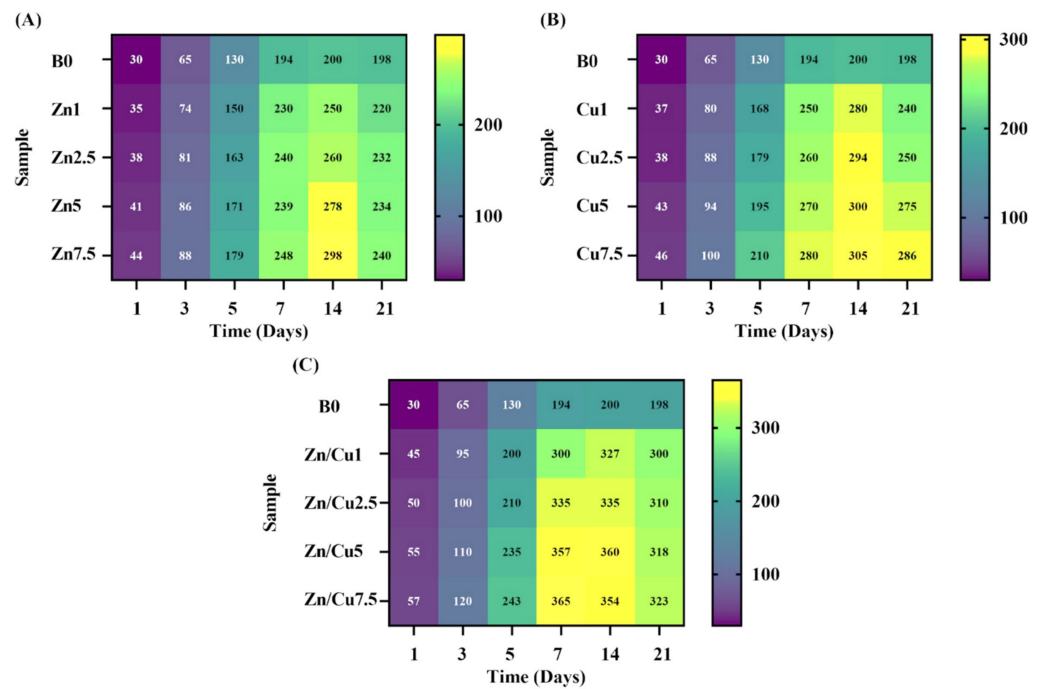 (A)
Sample
B0 30 65 130 194 200 198
Zn1 35 74 150 230 250 220
Zn2.5 38 81 163 240 260 232
Zn5 41 86 171 239 278 234
Zn7.5 44 88 179 248 298 240
1 3 5 7 14 21
Time (Days)
200
100
(B)
Sample
B0 30 65 130 194 200 198
Cu1 37 80 168 250 280 240
Cu2.5 38 88 179 260 294 250
Cu5 43 94 195 270 300 275
Cu7.5 46 100 210 280 305 286
1 3 5 7 14 21
Time (Days)
300
200
100
(C)
Sample
B0 30 65 130 194 200 198
Zn/Cu1 45 95 200 300 327 300
Zn/Cu2.5 50 100 210 335 335 310
Zn/Cu5 55 110 235 357 360 318
Zn/Cu7.5 57 120 243 365 354 323
1 3 5 7 14 21
Time (Days)
300
200
100